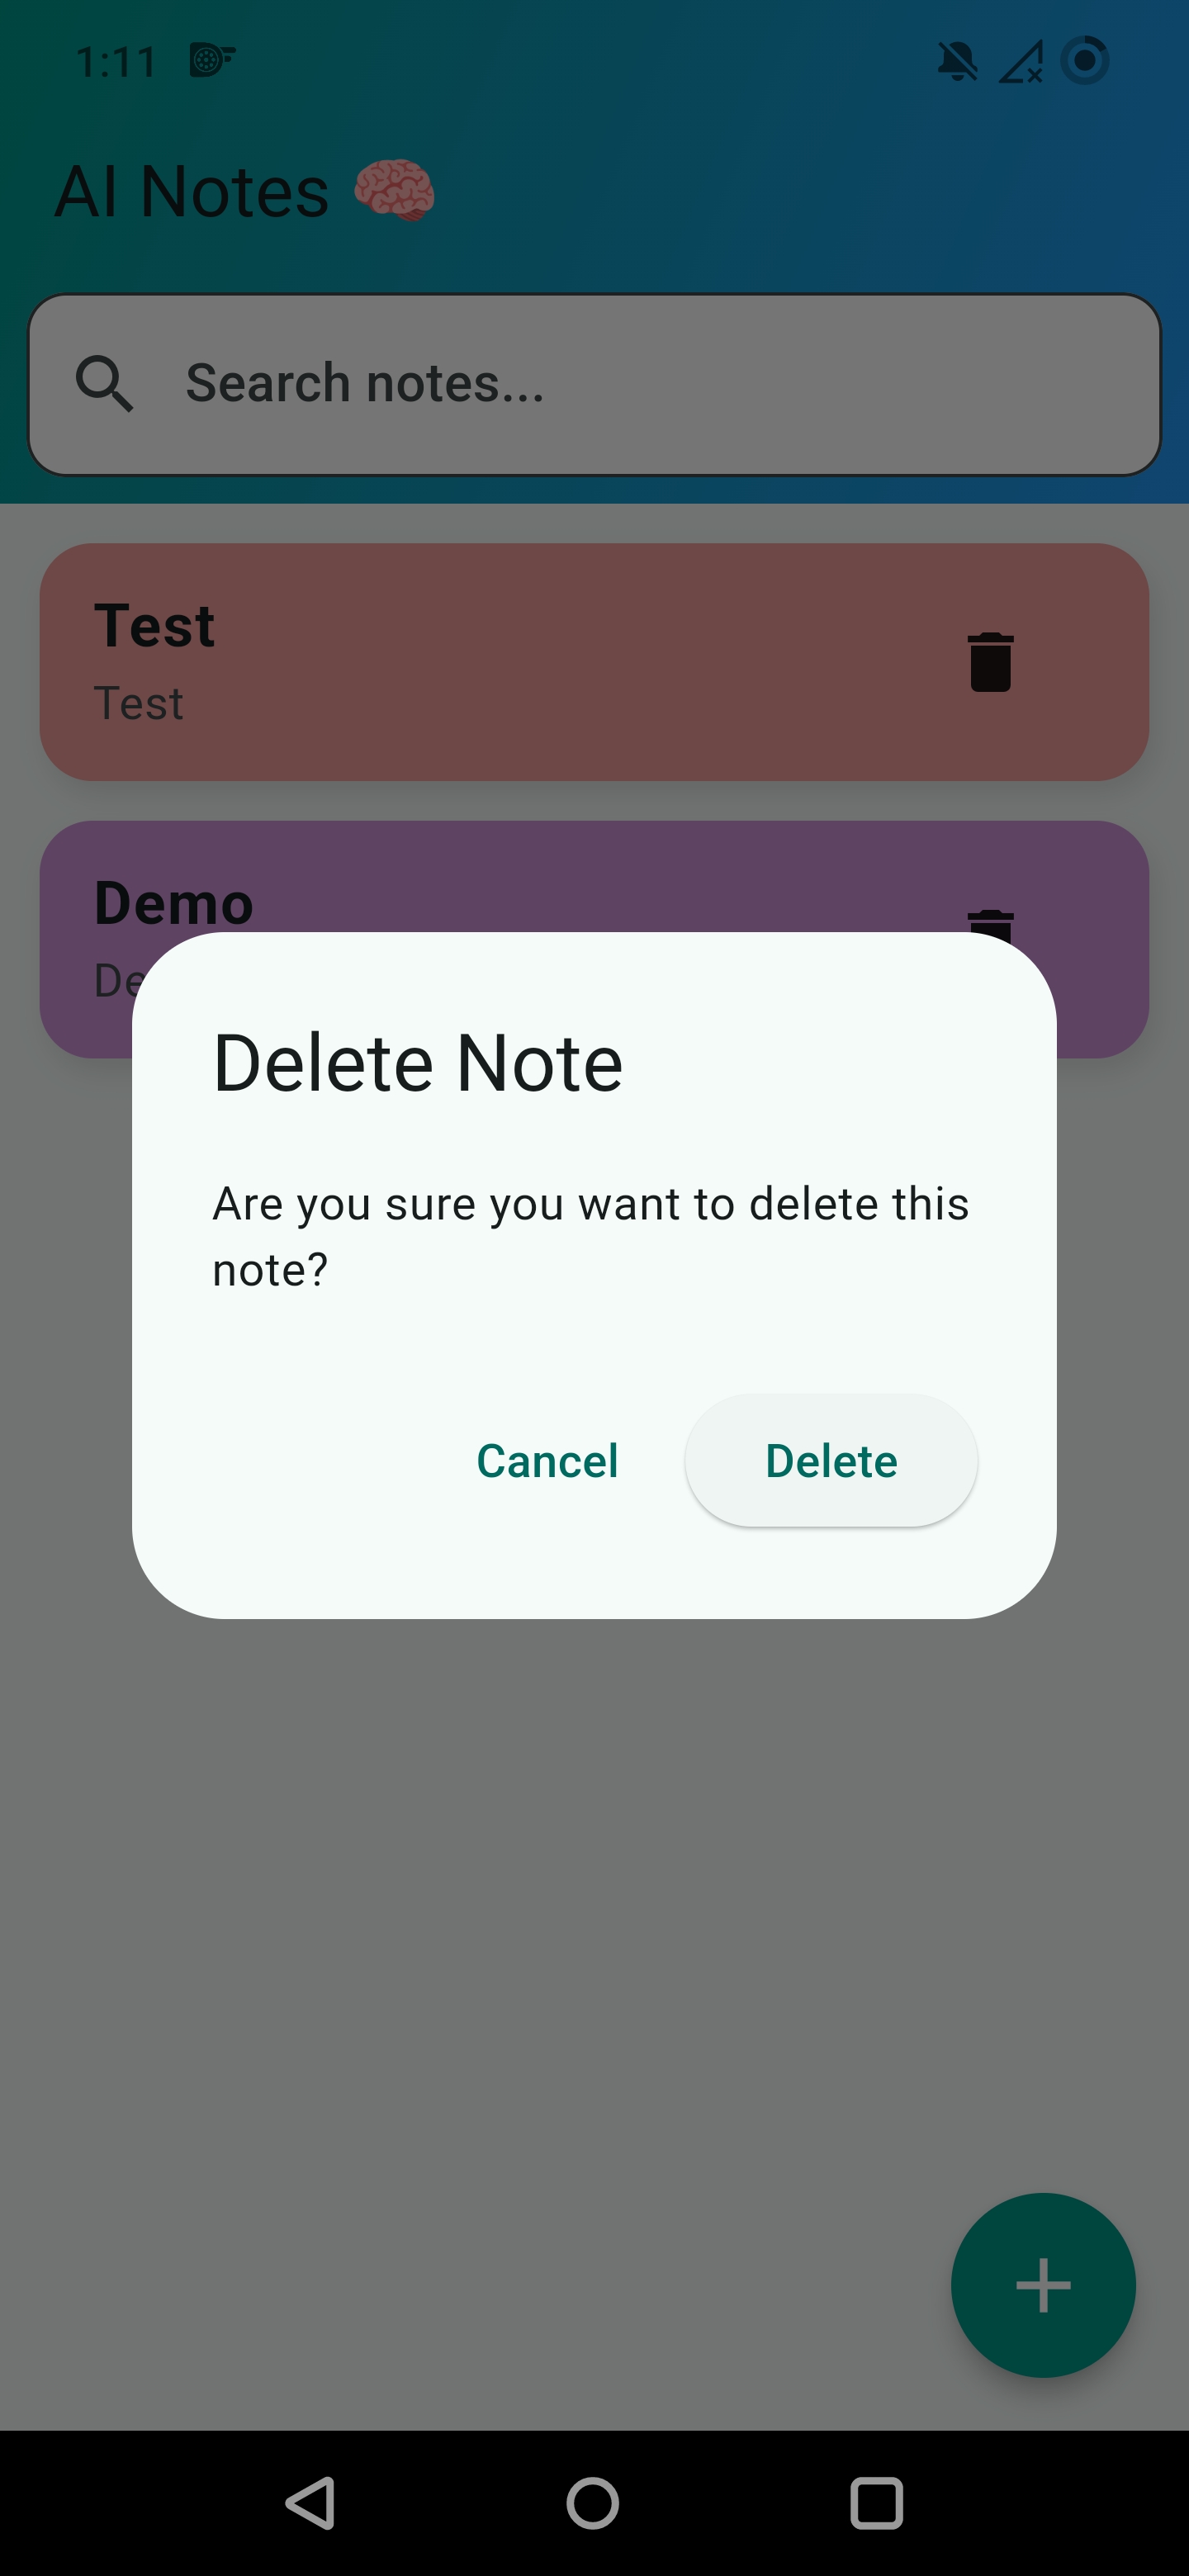 1:11
AI Notes 🧠
Search notes...
Test
Test
Demo
De
Delete Note
Are you sure you want to delete this
note?
Cancel
Delete